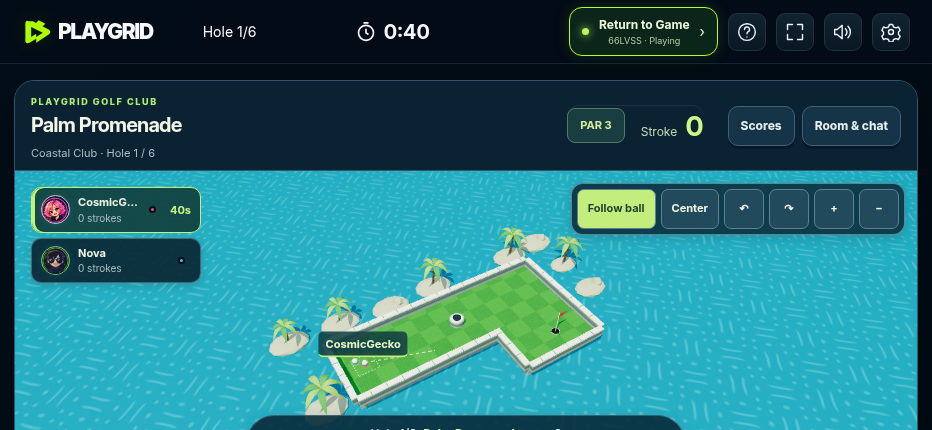 PLAYGRID
Hole 1/6
0:40
Return to Game
66LVSS · Playing
PLAYGRID GOLF CLUB
Palm Promenade
Coastal Club · Hole 1 / 6
PAR 3
Stroke 0
Scores
Room & chat
CosmicG...
0 strokes
40s
Nova
0 strokes
Follow ball
Center
CosmicGecko